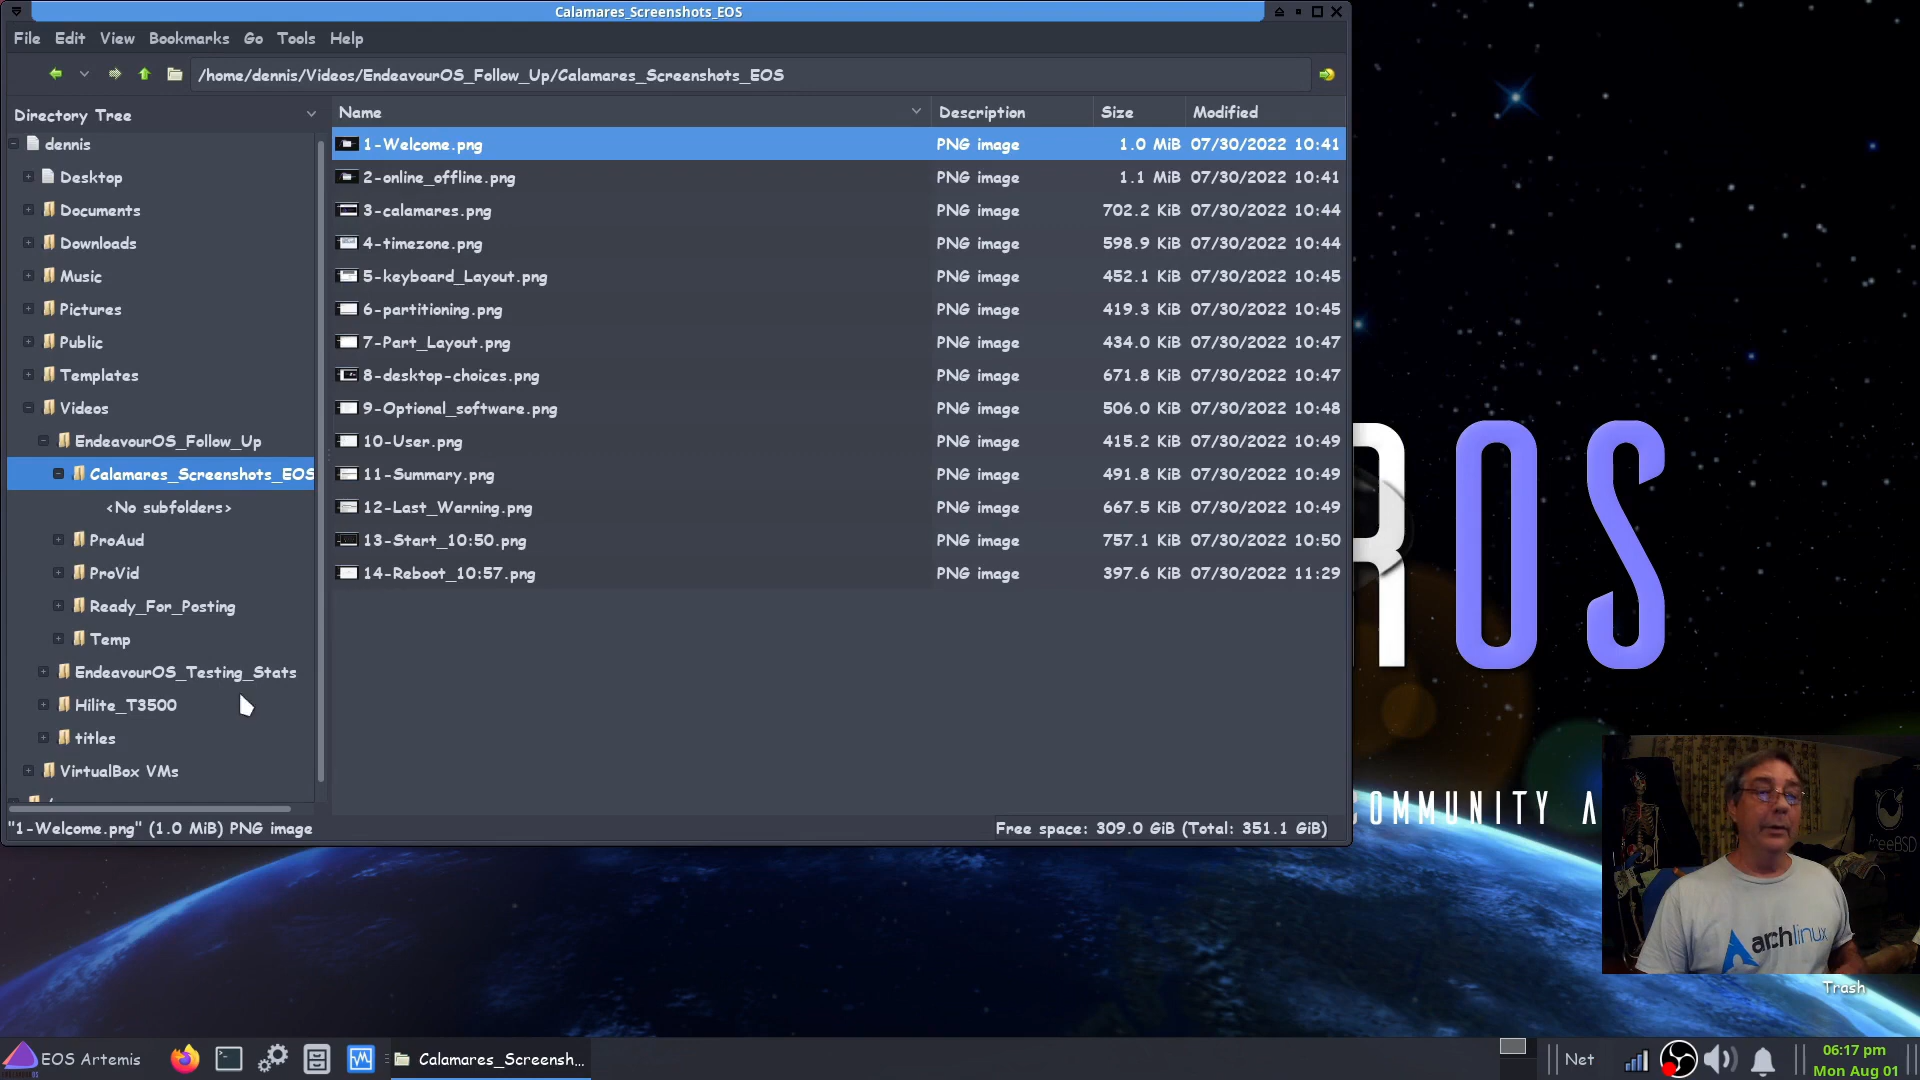 Calamares_Screenshots_EOS
File Edit View Bookmarks Go Tools Help
/home/dennis/Videos/EndeavourOS_Follow_Up/Calamares_Screenshots_EOS
Directory Tree
Name Description Size Modified
dennis
Desktop
Documents
Downloads
Music
Pictures
Public
Templates
Videos
EndeavourOS_Follow_Up
Calamares_Screenshots_EOS
<No subfolders>
ProAud
ProVid
Ready_For_Posting
Temp
EndeavourOS_Testing_Stats
Hilite_T3500
titles
VirtualBox VMs
1-Welcome.png PNG image 1.0 MiB 07/30/2022 10:41
2-online_offline.png PNG image 1.1 MiB 07/30/2022 10:41
3-calamares.png PNG image 702.2 KiB 07/30/2022 10:44
4-timezone.png PNG image 598.9 KiB 07/30/2022 10:44
5-keyboard_Layout.png PNG image 452.1 KiB 07/30/2022 10:45
6-partitioning.png PNG image 419.3 KiB 07/30/2022 10:45
7-Part_Layout.png PNG image 434.0 KiB 07/30/2022 10:47
8-desktop-choices.png PNG image 671.8 KiB 07/30/2022 10:47
9-Optional_software.png PNG image 506.0 KiB 07/30/2022 10:48
10-User.png PNG image 415.2 KiB 07/30/2022 10:49
11-Summary.png PNG image 491.8 KiB 07/30/2022 10:49
12-Last_Warning.png PNG image 667.5 KiB 07/30/2022 10:49
13-Start_10:50.png PNG image 757.1 KiB 07/30/2022 10:50
14-Reboot_10:57.png PNG image 397.6 KiB 07/30/2022 11:29
"1-Welcome.png" (1.0 MiB) PNG image
Free space: 309.0 GiB (Total: 351.1 GiB)
ROS
COMMUNITY A
freeBSD
archlinux
Trash
EOS Artemis
Calamares_Screensh...
Net
06:17 pm
Mon Aug 01